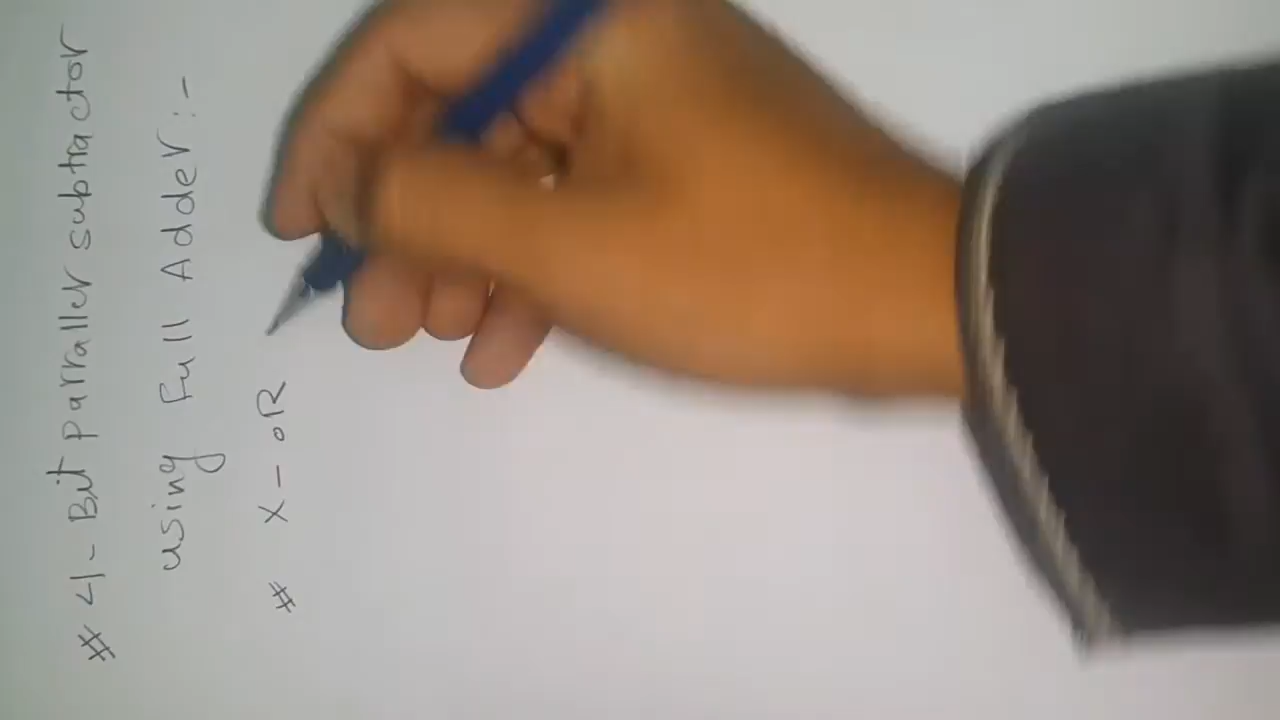 # 4-Bit parraller subtractor
using Full Adder:-
# X-oR